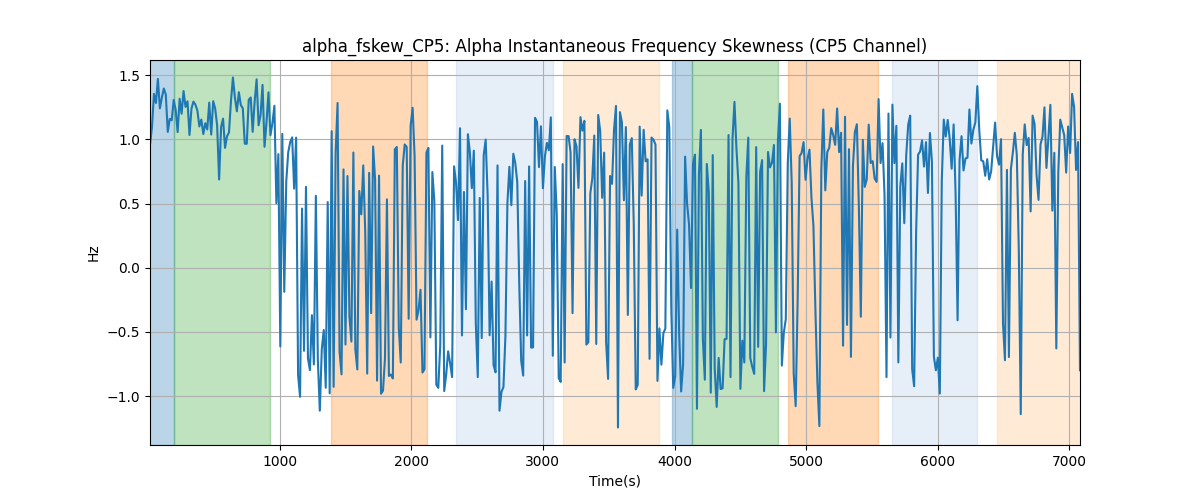 alpha_fskew_CP5: Alpha Instantaneous Frequency Skewness (CP5 Channel)
1.5
1.0
0.5
0.0
−0.5
−1.0
Hz
1000 2000 3000 4000 5000 6000 7000
Time(s)